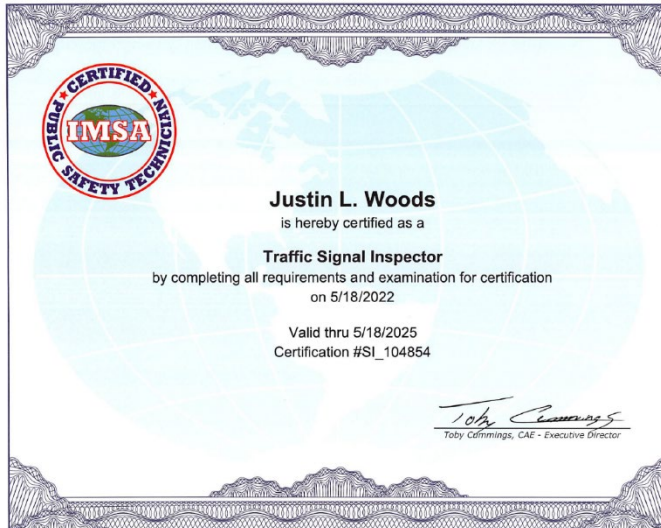 CERTIFIED
IMSA
PUBLIC SAFETY TECHNICIAN
Justin L. Woods
is hereby certified as a
Traffic Signal Inspector
by completing all requirements and examination for certification
on 5/18/2022
Valid thru 5/18/2025
Certification #SI_104854
Toby Cummings
Toby Cummings, CAE - Executive Director